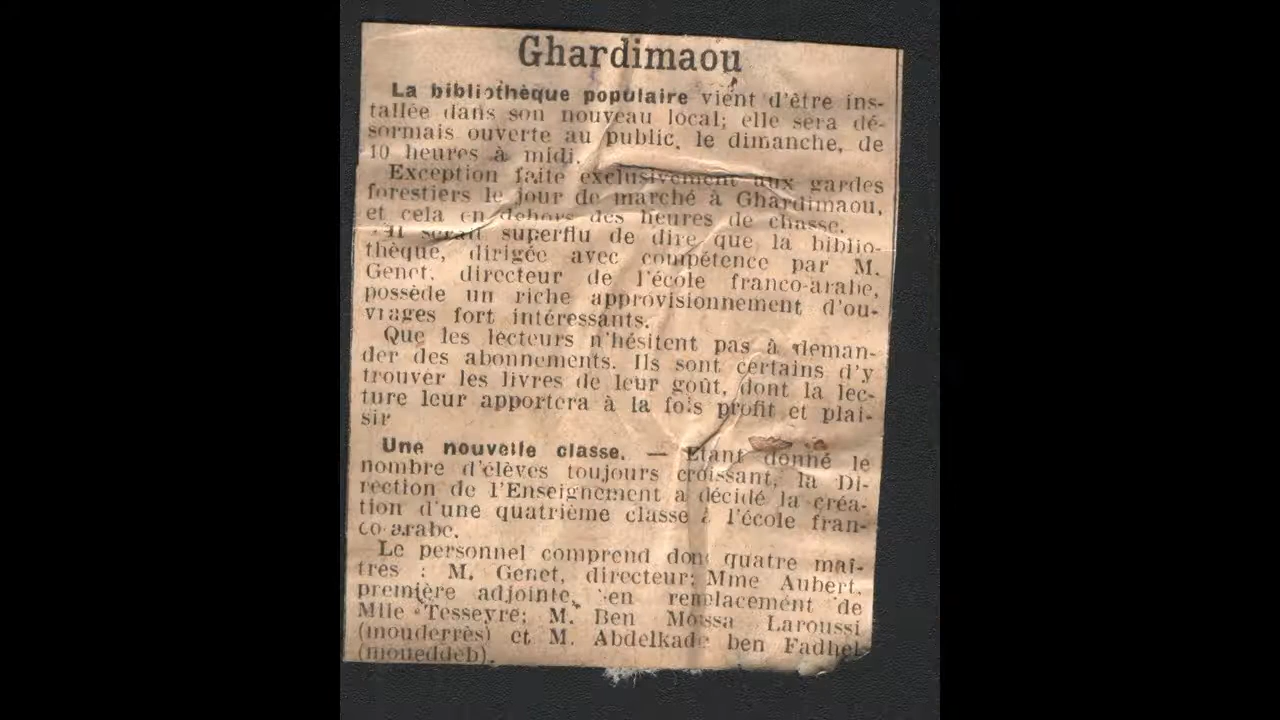 Ghardimaou
La bibliothèque populaire vient d'être ins-
tallée dans son nouveau local; elle sera dé-
sormais ouverte au public, le dimanche, de
10 heures à midi.
Exception faite exclusivement aux gardes
forestiers le jour de marché à Ghardimaou,
et cela en dehors des heures de chasse.
Il serait superflu de dire que la biblio-
thèque, dirigée avec compétence par M.
Genet, directeur de l'école franco-arabe,
possède un riche approvisionnement d'ou-
vrages fort intéressants.
Que les lecteurs n'hésitent pas à deman-
der des abonnements. Ils sont certains d'y
trouver les livres de leur goût, dont la lec-
ture leur apportera à la fois profit et plai-
sir
Une nouvelle classe. — Etant donné le
nombre d'élèves toujours croissant, la Di-
rection de l'Enseignement a décidé la créa-
tion d'une quatrième classe à l'école fran-
co-arabe.
Le personnel comprend donc quatre maî-
tres : M. Genet, directeur; Mme Aubert,
première adjointe, en remplacement de
Mlle Tesseyre; M. Ben Moussa Laroussi
(mouderrès) et M. Abdelkader ben Fadhel
(moueddeb).